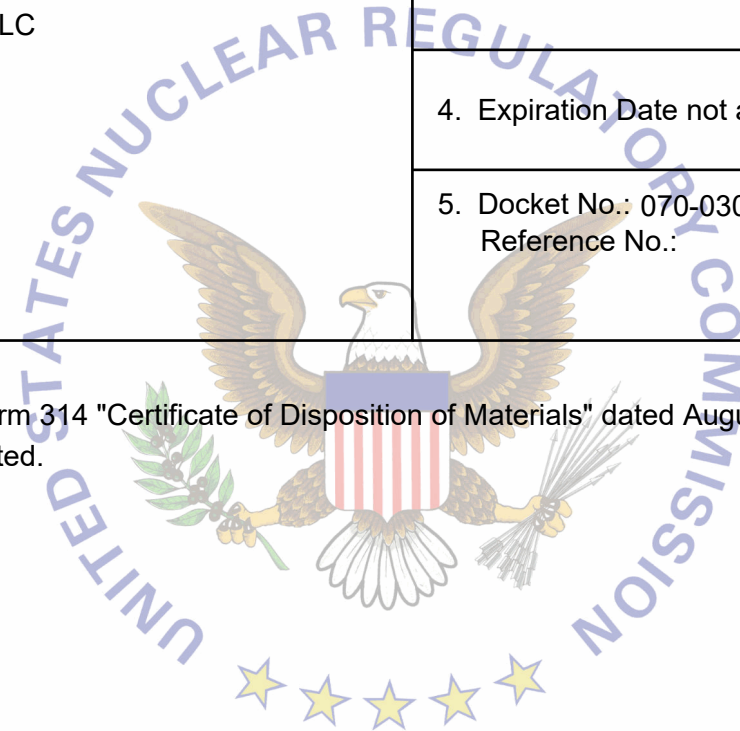 LC
4. Expiration Date not a
5. Docket No.: 070-030
Reference No.:
rm 314 "Certificate of Disposition of Materials" dated Augu
ted.
UNITED STATES NUCLEAR REGULATORY COMMISSION